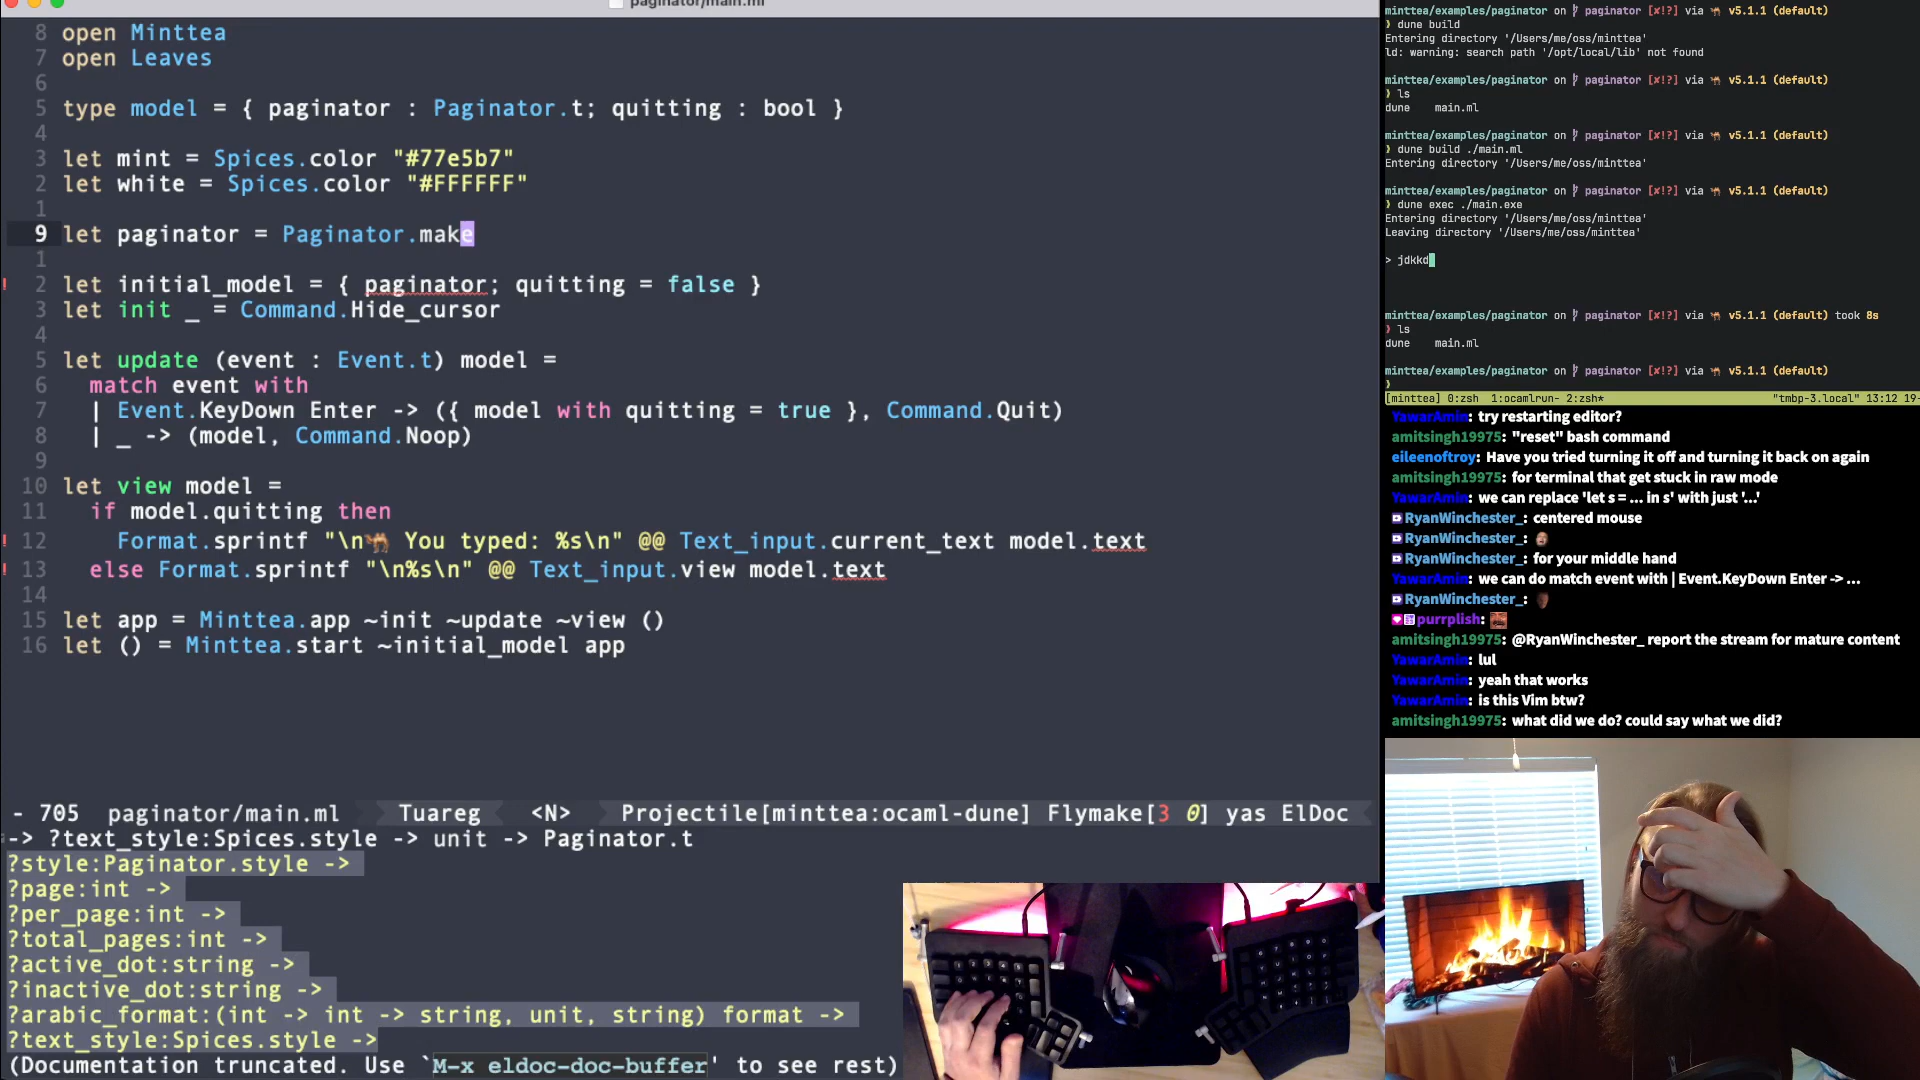 paginator/main.ml
8 open Minttea
7 open Leaves
6
5 type model = { paginator : Paginator.t; quitting : bool }
4
3 let mint = Spices.color "#77e5b7"
2 let white = Spices.color "#FFFFFF"
1
9 let paginator = Paginator.make
1
! 2 let initial_model = { paginator; quitting = false }
3 let init _ = Command.Hide_cursor
4
5 let update (event : Event.t) model =
6 match event with
7 | Event.KeyDown Enter -> ({ model with quitting = true }, Command.Quit)
8 | _ -> (model, Command.Noop)
9
10 let view model =
11 if model.quitting then
! 12 Format.sprintf "\n🐫 You typed: %s\n" @@ Text_input.current_text model.text
! 13 else Format.sprintf "\n%s\n" @@ Text_input.view model.text
14
15 let app = Minttea.app ~init ~update ~view ()
16 let () = Minttea.start ~initial_model app
- 705 paginator/main.ml Tuareg <N> Projectile[minttea:ocaml-dune] Flymake[3 0] yas ElDoc
-> ?text_style:Spices.style -> unit -> Paginator.t
?style:Paginator.style ->
?page:int ->
?per_page:int ->
?total_pages:int ->
?active_dot:string ->
?inactive_dot:string ->
?arabic_format:(int -> int -> string, unit, string) format ->
?text_style:Spices.style ->
(Documentation truncated. Use `M-x eldoc-doc-buffer' to see rest)
minttea/examples/paginator on paginator [✘!?] via 🐫 v5.1.1 (default)
❯ dune build
Entering directory '/Users/me/oss/minttea'
ld: warning: search path '/opt/local/lib' not found
minttea/examples/paginator on paginator [✘!?] via 🐫 v5.1.1 (default)
❯ ls
dune main.ml
minttea/examples/paginator on paginator [✘!?] via 🐫 v5.1.1 (default)
❯ dune build ./main.ml
Entering directory '/Users/me/oss/minttea'
minttea/examples/paginator on paginator [✘!?] via 🐫 v5.1.1 (default)
❯ dune exec ./main.exe
Entering directory '/Users/me/oss/minttea'
Leaving directory '/Users/me/oss/minttea'
> jdkkd
minttea/examples/paginator on paginator [✘!?] via 🐫 v5.1.1 (default) took 8s
❯ ls
dune main.ml
minttea/examples/paginator on paginator [✘!?] via 🐫 v5.1.1 (default)
❯
[minttea] 0:zsh 1:ocamlrun- 2:zsh* "tmbp-3.local" 13:12 19-
YawarAmin: try restarting editor?
amitsingh19975: "reset" bash command
eileenoftroy: Have you tried turning it off and turning it back on again
amitsingh19975: for terminal that get stuck in raw mode
YawarAmin: we can replace 'let s = ... in s' with just '...'
RyanWinchester_: centered mouse
RyanWinchester_:
RyanWinchester_: for your middle hand
YawarAmin: we can do match event with | Event.KeyDown Enter -> ...
RyanWinchester_:
purrplish:
amitsingh19975: @RyanWinchester_ report the stream for mature content
YawarAmin: lul
YawarAmin: yeah that works
YawarAmin: is this Vim btw?
amitsingh19975: what did we do? could say what we did?